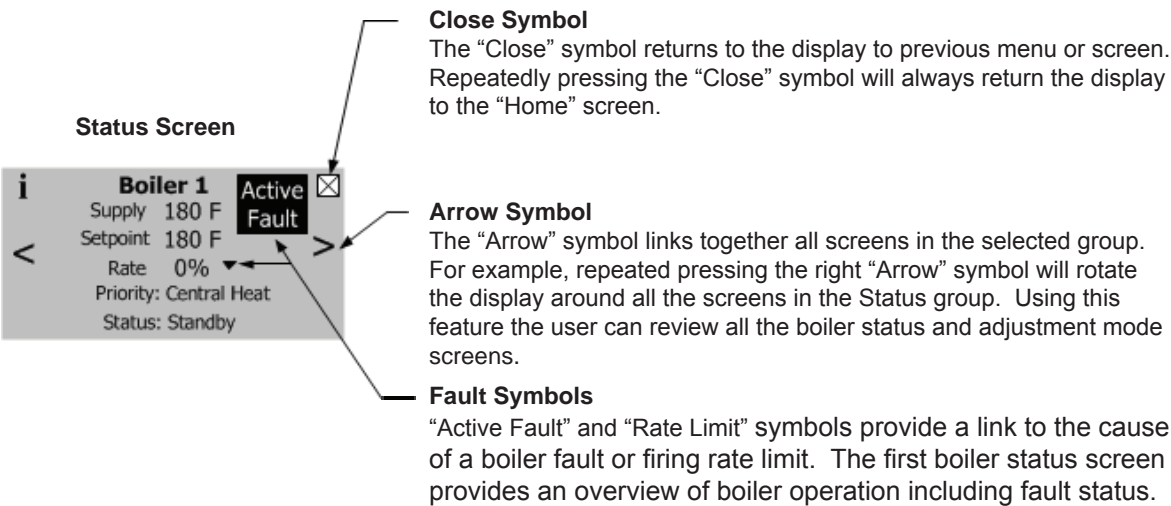 Close Symbol
The “Close” symbol returns to the display to previous menu or screen.
Repeatedly pressing the “Close” symbol will always return the display
to the “Home” screen.
Status Screen
i
Boiler 1
Active
Fault
Supply 180 F
Setpoint 180 F
<
>
Rate 0%
Priority: Central Heat
Status: Standby
Arrow Symbol
The “Arrow” symbol links together all screens in the selected group.
For example, repeated pressing the right “Arrow” symbol will rotate
the display around all the screens in the Status group. Using this
feature the user can review all the boiler status and adjustment mode
screens.
Fault Symbols
“Active Fault” and “Rate Limit” symbols provide a link to the cause
of a boiler fault or firing rate limit. The first boiler status screen
provides an overview of boiler operation including fault status.